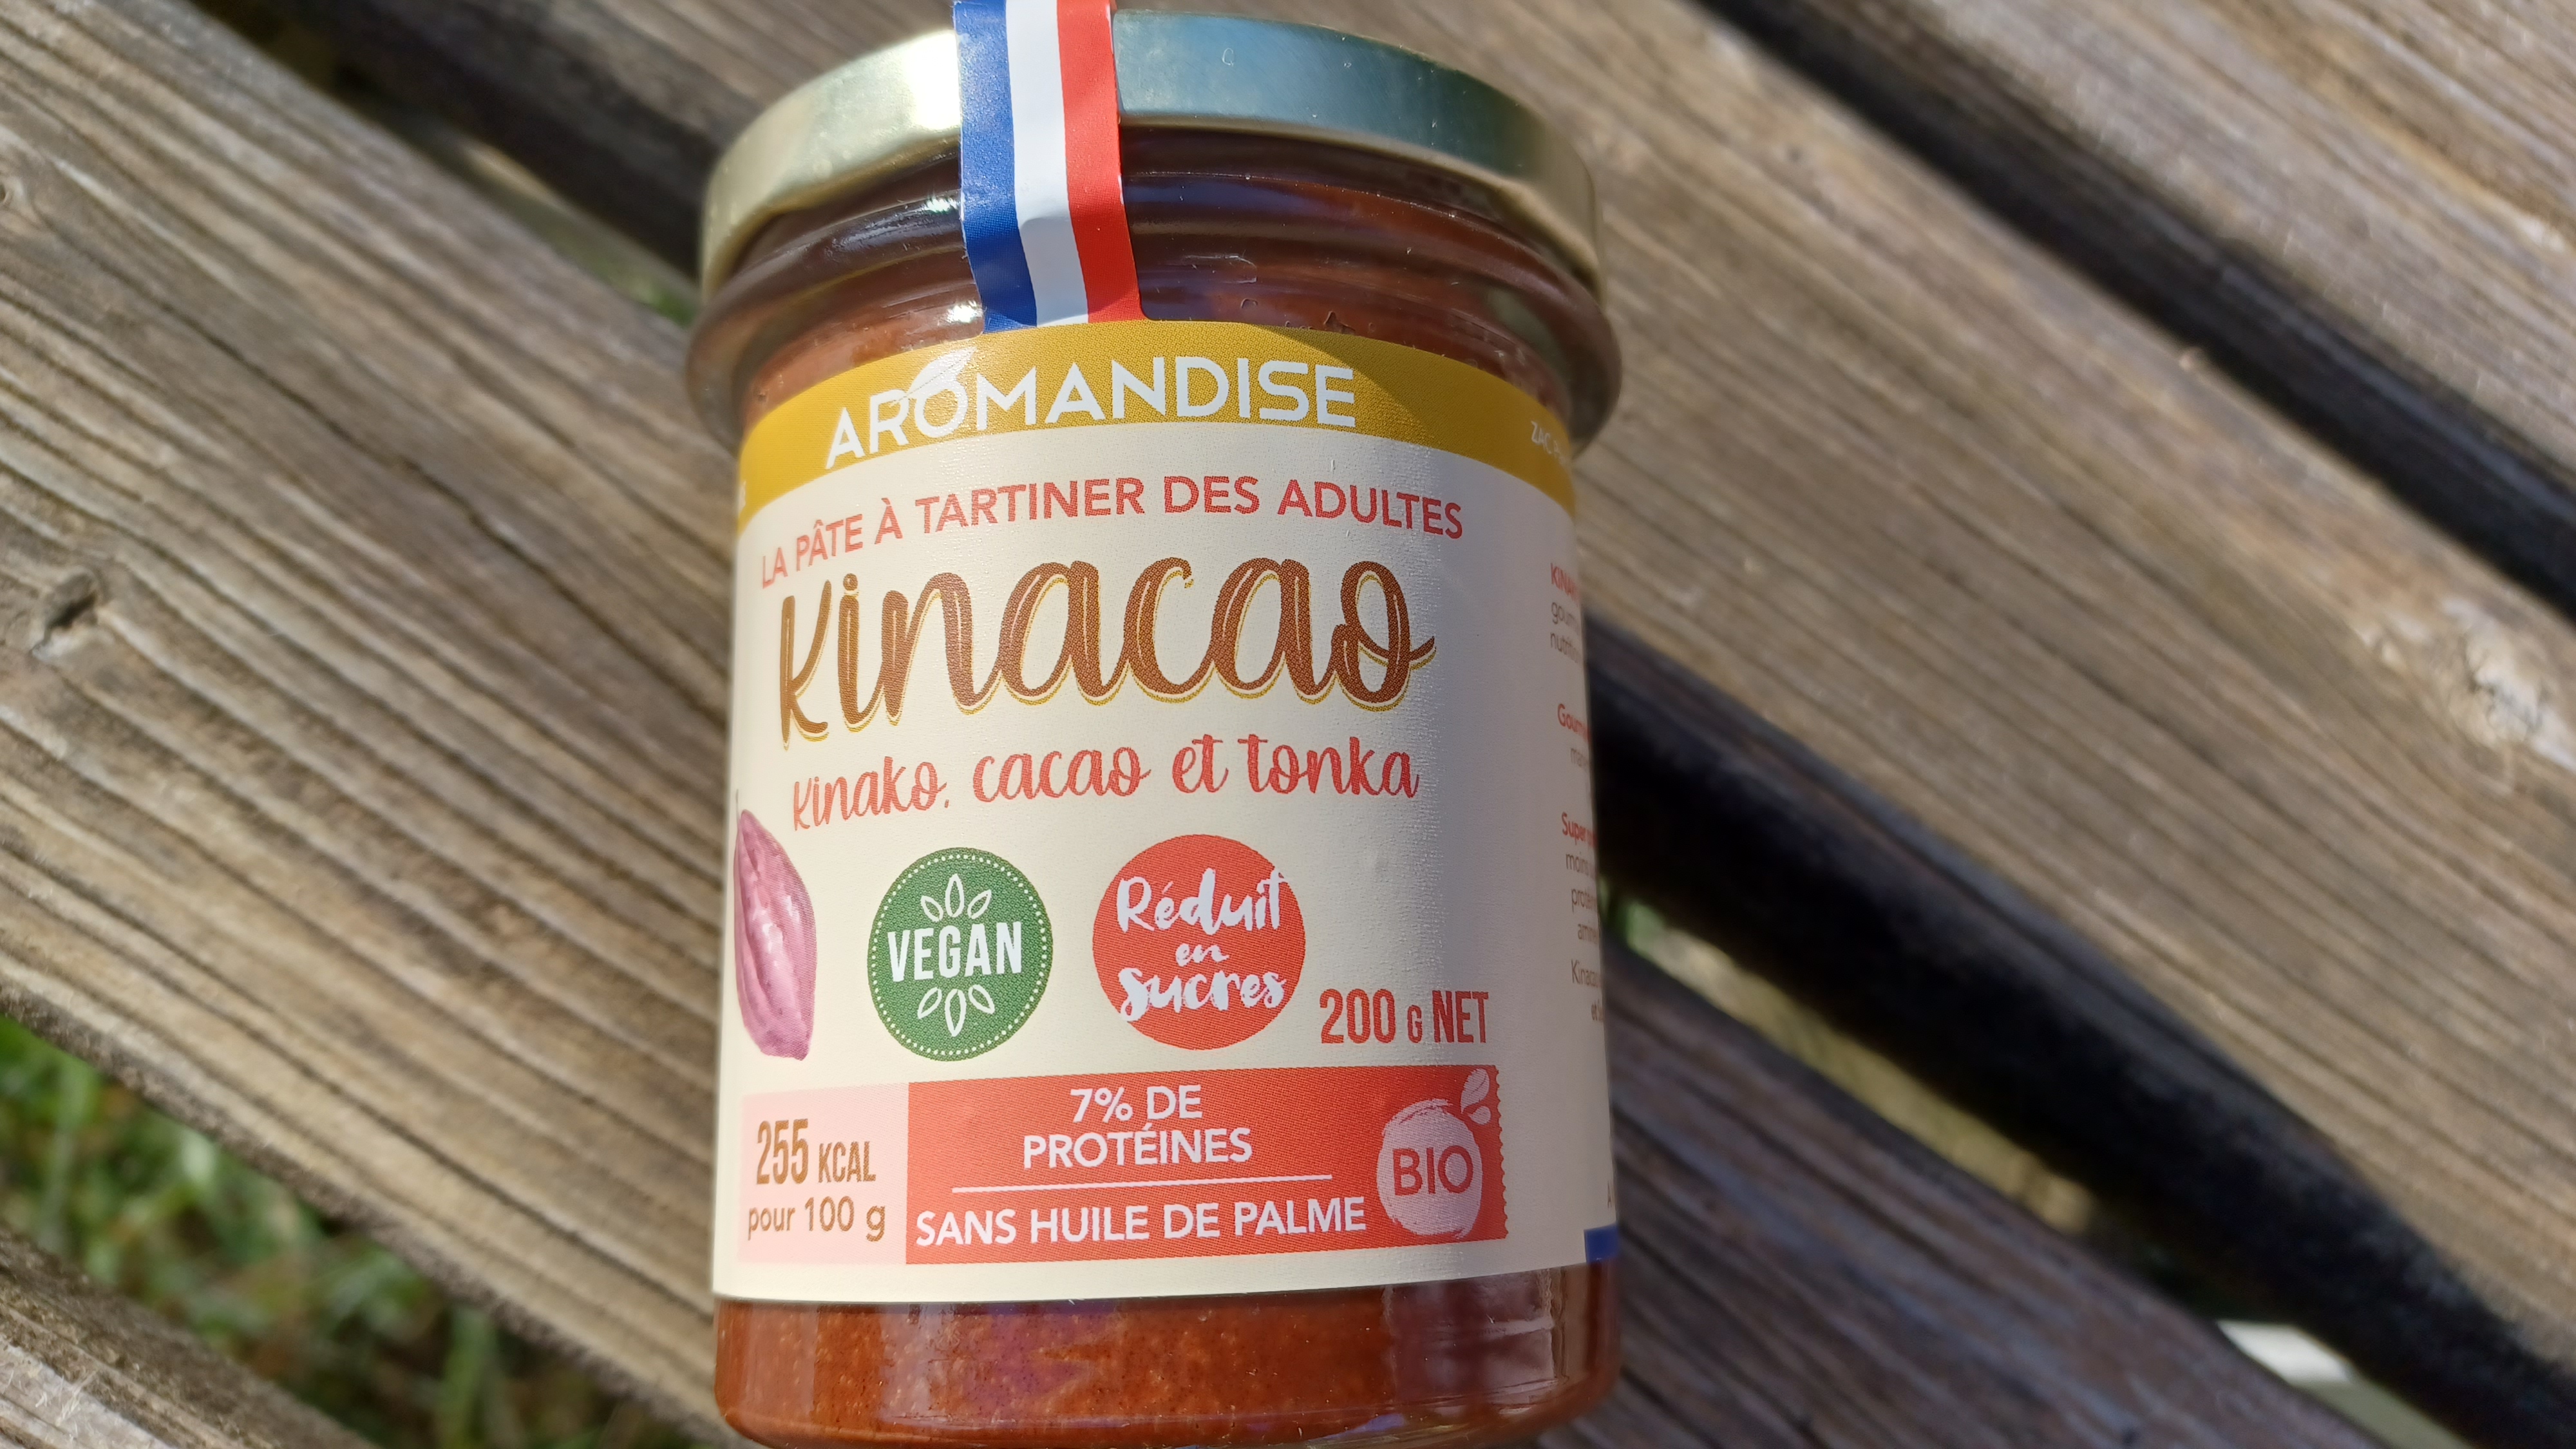 AROMANDISE
LA PÂTE À TARTINER DES ADULTES
Kinacao
Kinako, cacao et tonka
VEGAN
Réduit
en
sucres
200 G NET
255 KCAL
pour 100 g
7% DE
PROTÉINES
SANS HUILE DE PALME
BIO
ZAC